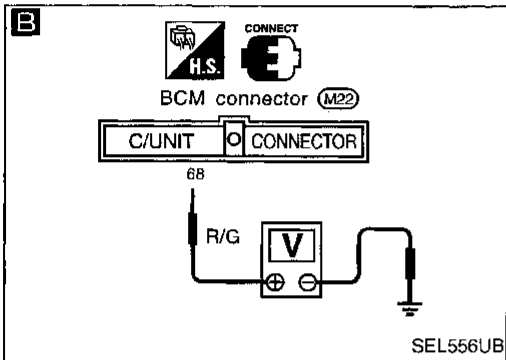 B
CONNECT
H.S.
BCM connector M22
C/UNIT CONNECTOR
68
R/G
V
SEL556UB